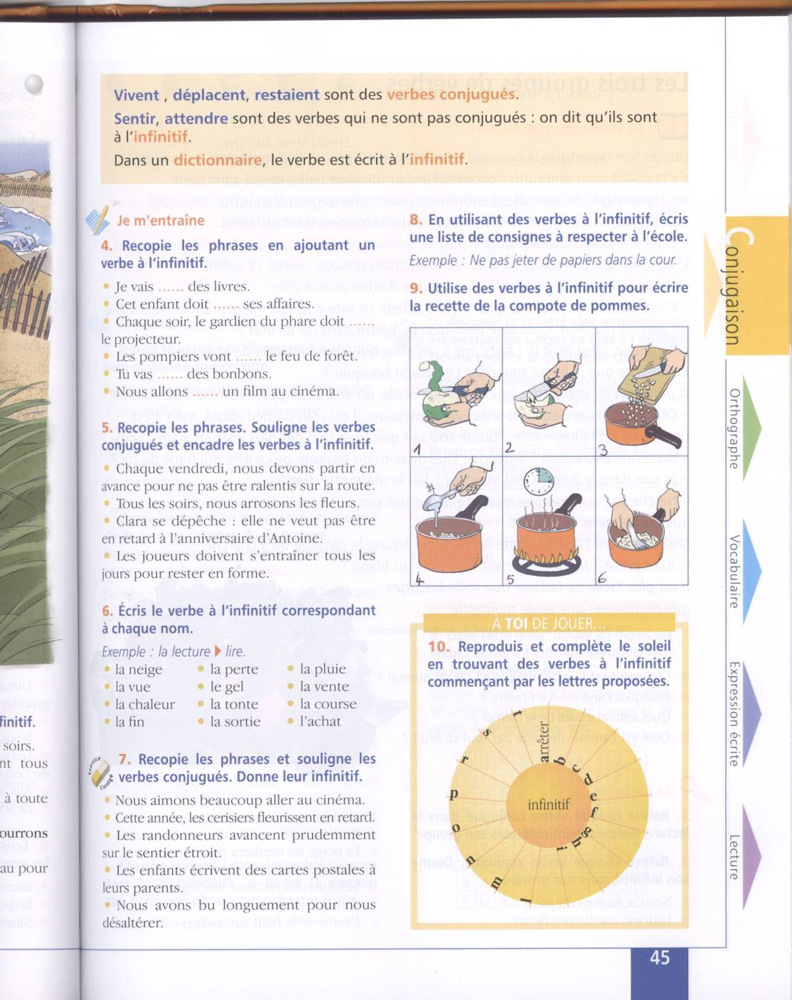 Vivent , déplacent, restaient sont des verbes conjugués.
Sentir, attendre sont des verbes qui ne sont pas conjugués : on dit qu'ils sont
à l'infinitif.
Dans un dictionnaire, le verbe est écrit à l'infinitif.
Je m'entraîne
4. Recopie les phrases en ajoutant un
verbe à l'infinitif.
• Je vais ...... des livres.
• Cet enfant doit ...... ses affaires.
• Chaque soir, le gardien du phare doit ......
le projecteur.
• Les pompiers vont ...... le feu de forêt.
• Tu vas ...... des bonbons.
• Nous allons ...... un film au cinéma.
5. Recopie les phrases. Souligne les verbes
conjugués et encadre les verbes à l'infinitif.
• Chaque vendredi, nous devons partir en
avance pour ne pas être ralentis sur la route.
• Tous les soirs, nous arrosons les fleurs.
• Clara se dépêche : elle ne veut pas être
en retard à l'anniversaire d'Antoine.
• Les joueurs doivent s'entraîner tous les
jours pour rester en forme.
6. Écris le verbe à l'infinitif correspondant
à chaque nom.
Exemple : la lecture ▶ lire.
• la neige • la perte • la pluie
• la vue • le gel • la vente
• la chaleur • la tonte • la course
• la fin • la sortie • l'achat
Exercice
Corrigé
7. Recopie les phrases et souligne les
verbes conjugués. Donne leur infinitif.
• Nous aimons beaucoup aller au cinéma.
• Cette année, les cerisiers fleurissent en retard.
• Les randonneurs avancent prudemment
sur le sentier étroit.
• Les enfants écrivent des cartes postales à
leurs parents.
• Nous avons bu longuement pour nous
désaltérer.
8. En utilisant des verbes à l'infinitif, écris
une liste de consignes à respecter à l'école.
Exemple : Ne pas jeter de papiers dans la cour.
9. Utilise des verbes à l'infinitif pour écrire
la recette de la compote de pommes.
1
2
3
4
5
6
À TOI DE JOUER...
10. Reproduis et complète le soleil
en trouvant des verbes à l'infinitif
commençant par les lettres proposées.
infinitif
arrêter
b
c
d
e
f
g
h
i
l
m
n
o
p
r
s
t
Conjugaison
Orthographe
Vocabulaire
Expression écrite
Lecture
45
finitif.
soirs.
nt tous
à toute
ourrons
au pour